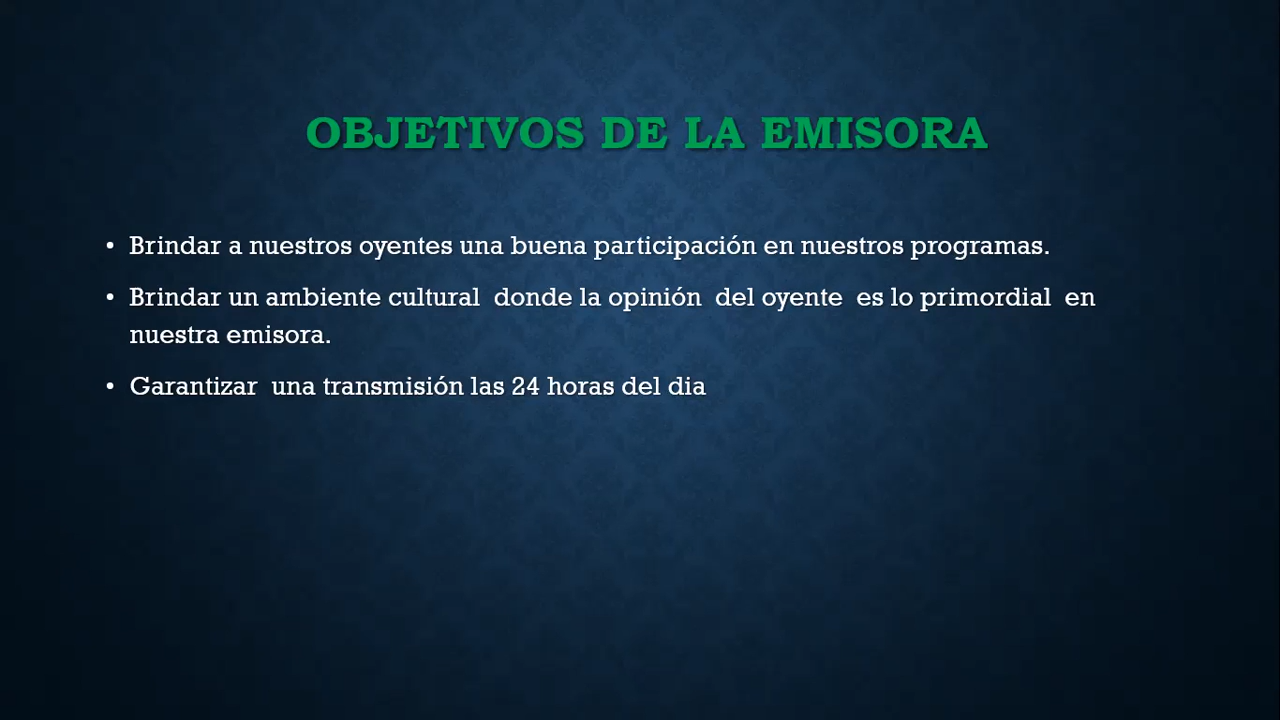 OBJETIVOS DE LA EMISORA
• Brindar a nuestros oyentes una buena participación en nuestros programas.
• Brindar un ambiente cultural  donde la opinión  del oyente  es lo primordial  en
nuestra emisora.
• Garantizar  una transmisión las 24 horas del dia